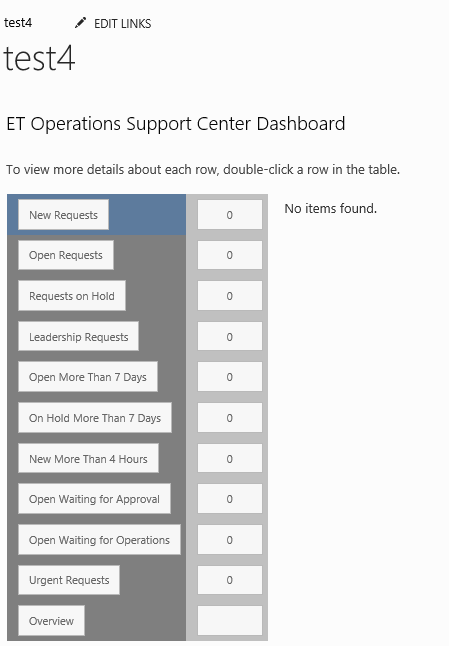 test4 EDIT LINKS
test4
ET Operations Support Center Dashboard
To view more details about each row, double-click a row in the table.
New Requests 0 No items found.
Open Requests 0
Requests on Hold 0
Leadership Requests 0
Open More Than 7 Days 0
On Hold More Than 7 Days 0
New More Than 4 Hours 0
Open Waiting for Approval 0
Open Waiting for Operations 0
Urgent Requests 0
Overview